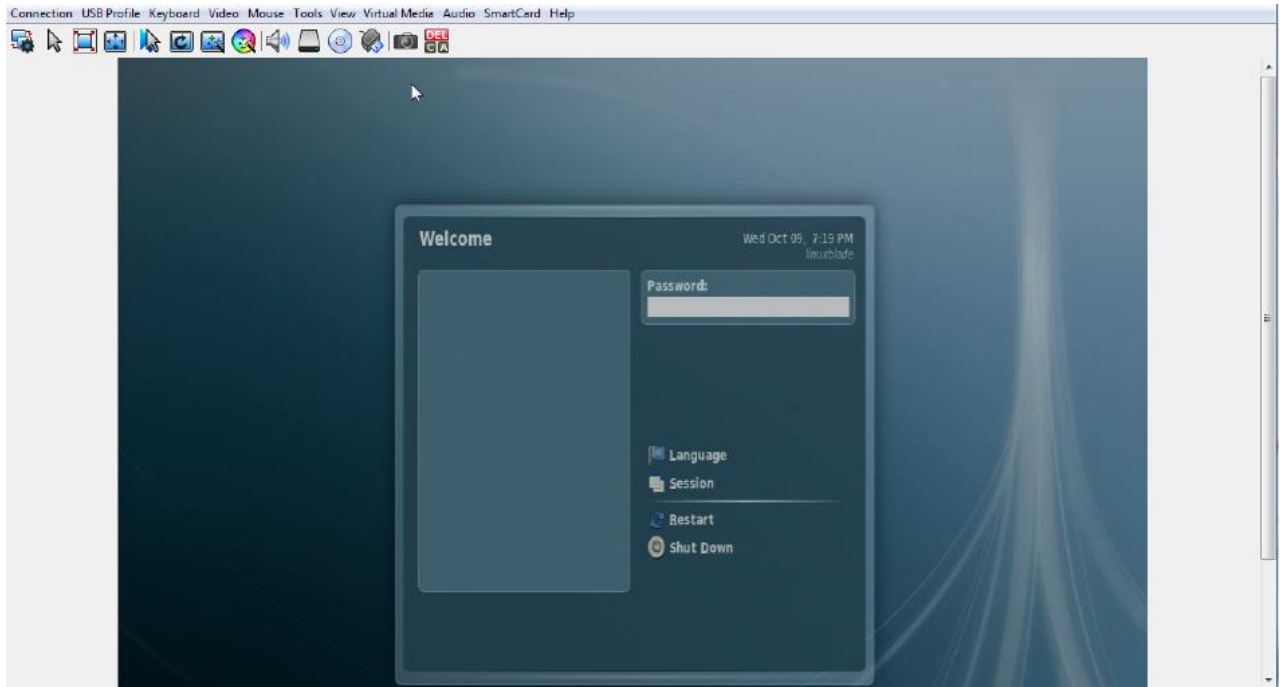 Connection USB Profile Keyboard Video Mouse Tools View Virtual Media Audio SmartCard Help
DEL
C A
Welcome
Wed Oct 09, 7:19 PM
linuxblade
Password:
Language
Session
Restart
Shut Down